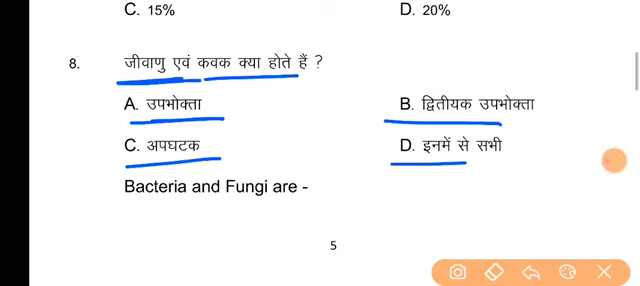 C. 15% D. 20%
8. जीवाणु एवं कवक क्या होते हैं ?
A. उपभोक्ता B. द्वितीयक उपभोक्ता
C. अपघटक D. इनमें से सभी
Bacteria and Fungi are -
5